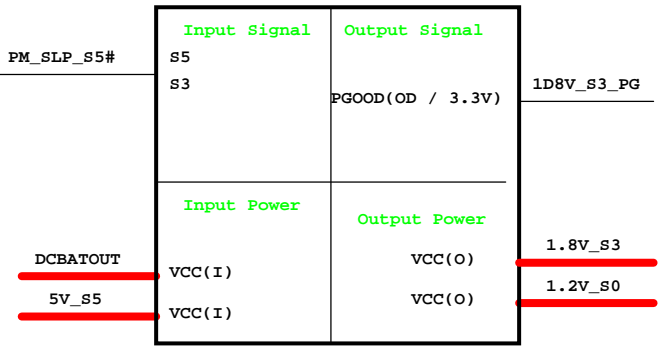 Input Signal Output Signal
PM_SLP_S5# S5
S3 1D8V_S3_PG
PGOOD(OD / 3.3V)
Input Power
Output Power
DCBATOUT VCC(O) 1.8V_S3
VCC(I)
5V_S5 VCC(O) 1.2V_S0
VCC(I)